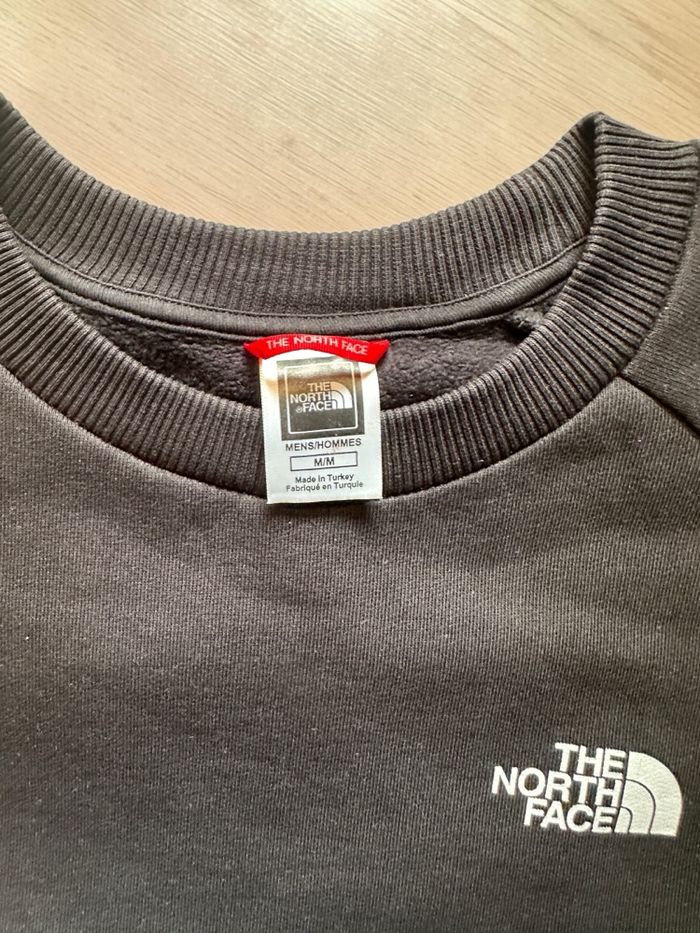 THE NORTH FACE
THE
NORTH
FACE
MENS/HOMMES
M/M
Made in Turkey
Fabriqué en Turquie
THE
NORTH
FACE